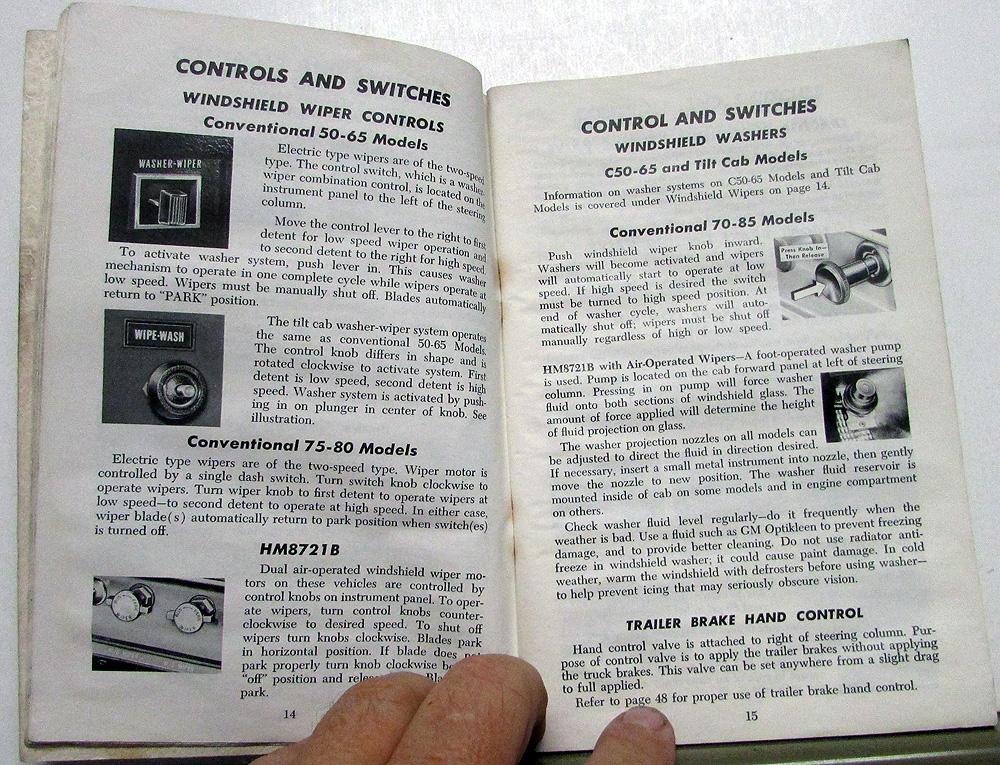 CONTROLS AND SWITCHES
WINDSHIELD WIPER CONTROLS
Conventional 50-65 Models
WASHER-WIPER
Electric type wipers are of the two-speed
type. The control switch, which is a washer-
wiper combination control, is located on the
instrument panel to the left of the steering
column.
Move the control lever to the right to first
detent for low speed wiper operation and
to second detent to the right for high speed.
To activate washer system, push lever in. This causes washer
mechanism to operate in one complete cycle while wipers operate at
low speed. Wipers must be manually shut off. Blades automatically
return to "PARK" position.
WIPE-WASH
The tilt cab washer-wiper system operates
the same as conventional 50-65 Models.
The control knob differs in shape and is
rotated clockwise to activate system. First
detent is low speed, second detent is high
speed. Washer system is activated by push-
ing in on plunger in center of knob. See
illustration.
Conventional 75-80 Models
Electric type wipers are of the two-speed type. Wiper motor is
controlled by a single dash switch. Turn switch knob clockwise to
operate wipers. Turn wiper knob to first detent to operate wipers at
low speed—to second detent to operate at high speed. In either case,
wiper blade(s) automatically return to park position when switch(es)
is turned off.
HM8721B
Dual air-operated windshield wiper mo-
tors on these vehicles are controlled by
control knobs on instrument panel. To oper-
ate wipers, turn control knobs counter-
clockwise to desired speed. To shut off
wipers turn knobs clockwise. Blades park
in horizontal position. If blade does
park properly turn knob clockwise
"off" position and
park.
14
CONTROL AND SWITCHES
WINDSHIELD WASHERS
C50-65 and Tilt Cab Models
Information on washer systems on C50-65 Models and Tilt Cab
Models is covered under Windshield Wipers on page 14.
Conventional 70-85 Models
Push windshield wiper knob inward.
Washers will become activated and wipers
will automatically start to operate at low
speed. If high speed is desired the switch
must be turned to high speed position. At
end of washer cycle, washers will auto-
matically shut off; wipers must be shut off
manually regardless of high or low speed.
Press Knob In—
Then Release
HM8721B with Air-Operated Wipers—A foot-operated washer pump
is used. Pump is located on the cab forward panel at left of steering
column. Pressing in on pump will force washer
fluid onto both sections of windshield glass. The
amount of force applied will determine the height
of fluid projection on glass.
The washer projection nozzles on all models can
be adjusted to direct the fluid in direction desired.
If necessary, insert a small metal instrument into nozzle, then gently
move the nozzle to new position. The washer fluid reservoir is
mounted inside of cab on some models and in engine compartment
on others.
Check washer fluid level regularly—do it frequently when the
weather is bad. Use a fluid such as GM Optikleen to prevent freezing
damage, and to provide better cleaning. Do not use radiator anti-
freeze in windshield washer; it could cause paint damage. In cold
weather, warm the windshield with defrosters before using washer—
to help prevent icing that may seriously obscure vision.
TRAILER BRAKE HAND CONTROL
Hand control valve is attached to right of steering column. Pur-
pose of control valve is to apply the trailer brakes without applying
the truck brakes. This valve can be set anywhere from a slight drag
to full applied.
Refer to page 48 for proper use of trailer brake hand control.
15